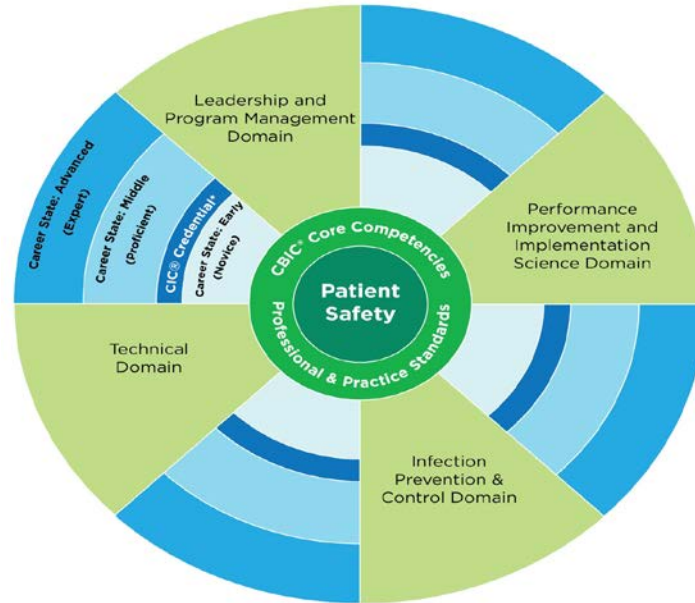 Leadership and
Program Management
Domain
Career State: Advanced
(Expert)
Career State: Middle
(Proficient)
CIC® Credential*
Career State: Early
(Novice)
Performance
Improvement and
Implementation
Science Domain
CBIC® Core Competencies
Patient
Safety
Professional & Practice Standards
Technical
Domain
Infection
Prevention &
Control Domain